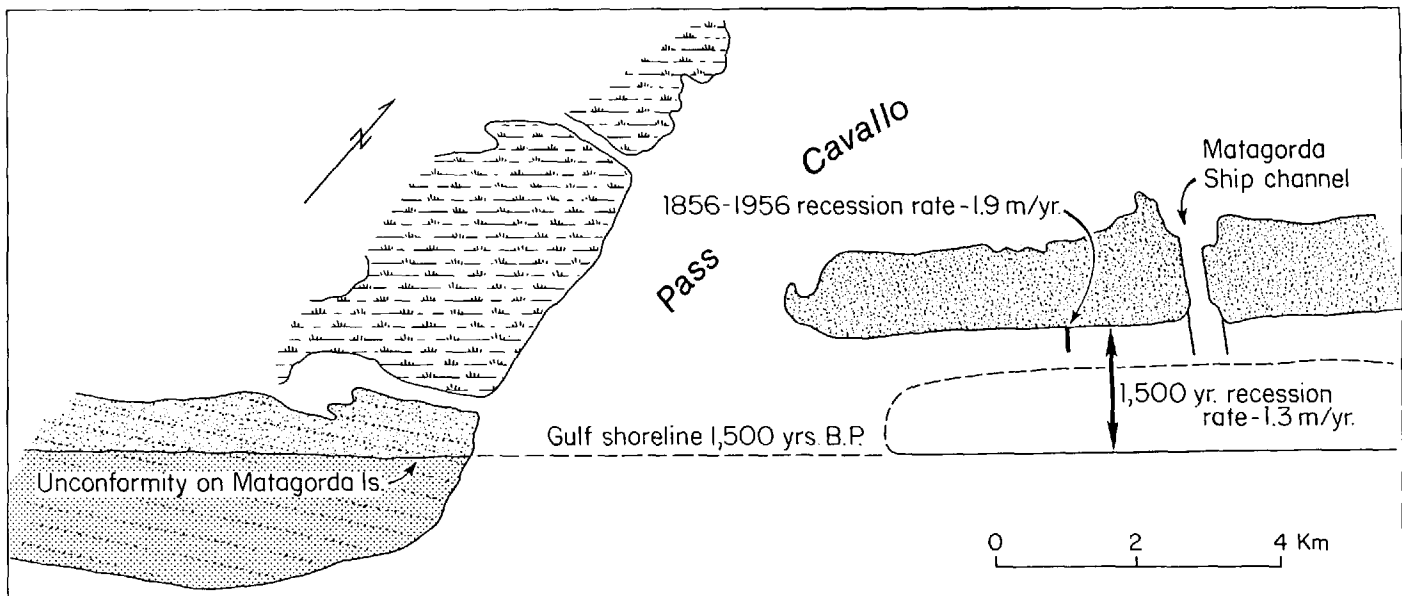 N
Pass Cavallo
1856-1956 recession rate-1.9 m/yr.
Matagorda
Ship channel
1,500 yr. recession
rate-1.3 m/yr.
Gulf shoreline 1,500 yrs. B.P.
Unconformity on Matagorda Is.
0 2 4 Km